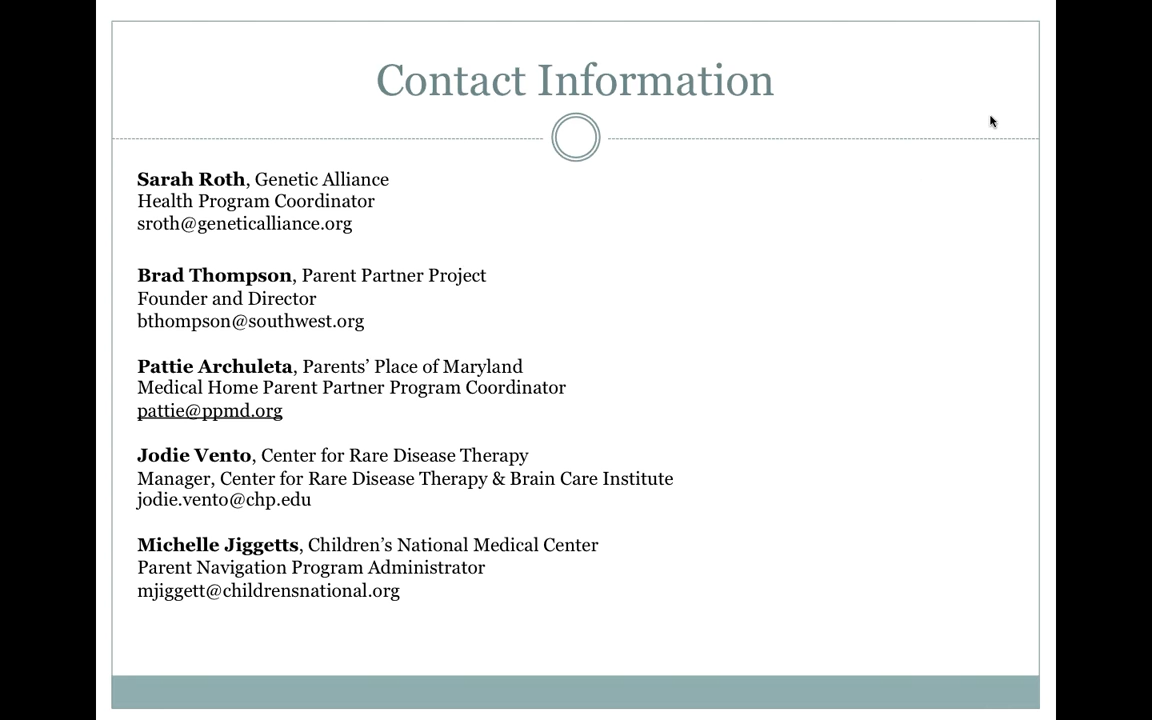 Contact Information
Sarah Roth, Genetic Alliance
Health Program Coordinator
sroth@geneticalliance.org
Brad Thompson, Parent Partner Project
Founder and Director
bthompson@southwest.org
Pattie Archuleta, Parents’ Place of Maryland
Medical Home Parent Partner Program Coordinator
pattie@ppmd.org
Jodie Vento, Center for Rare Disease Therapy
Manager, Center for Rare Disease Therapy & Brain Care Institute
jodie.vento@chp.edu
Michelle Jiggetts, Children’s National Medical Center
Parent Navigation Program Administrator
mjiggett@childrensnational.org